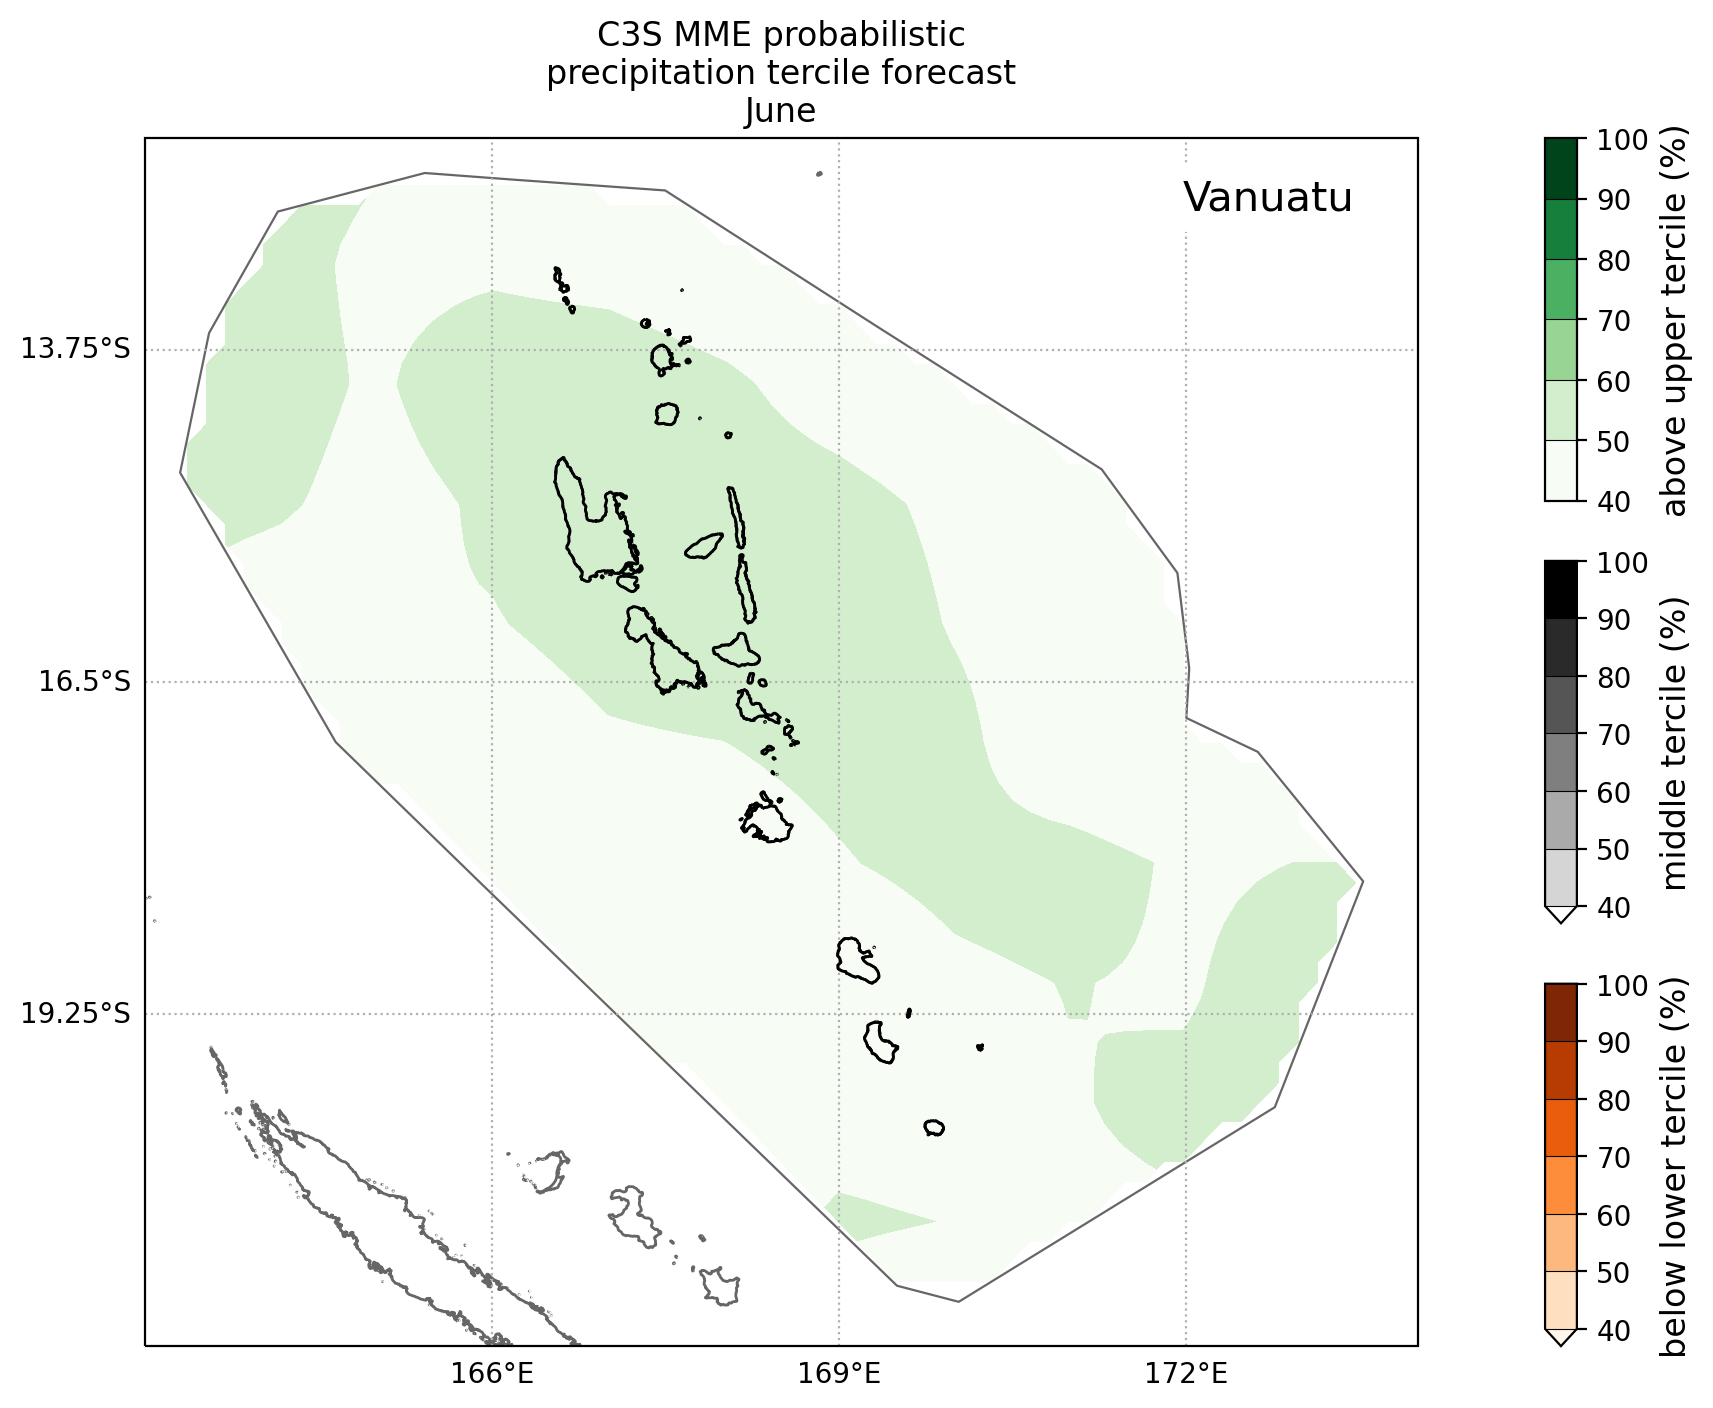 C3S MME probabilistic
precipitation tercile forecast
June
Vanuatu
13.75°S
16.5°S
19.25°S
166°E
169°E
172°E
100
90
80
70
60
50
40
above upper tercile (%)
100
90
80
70
60
50
40
middle tercile (%)
100
90
80
70
60
50
40
below lower tercile (%)